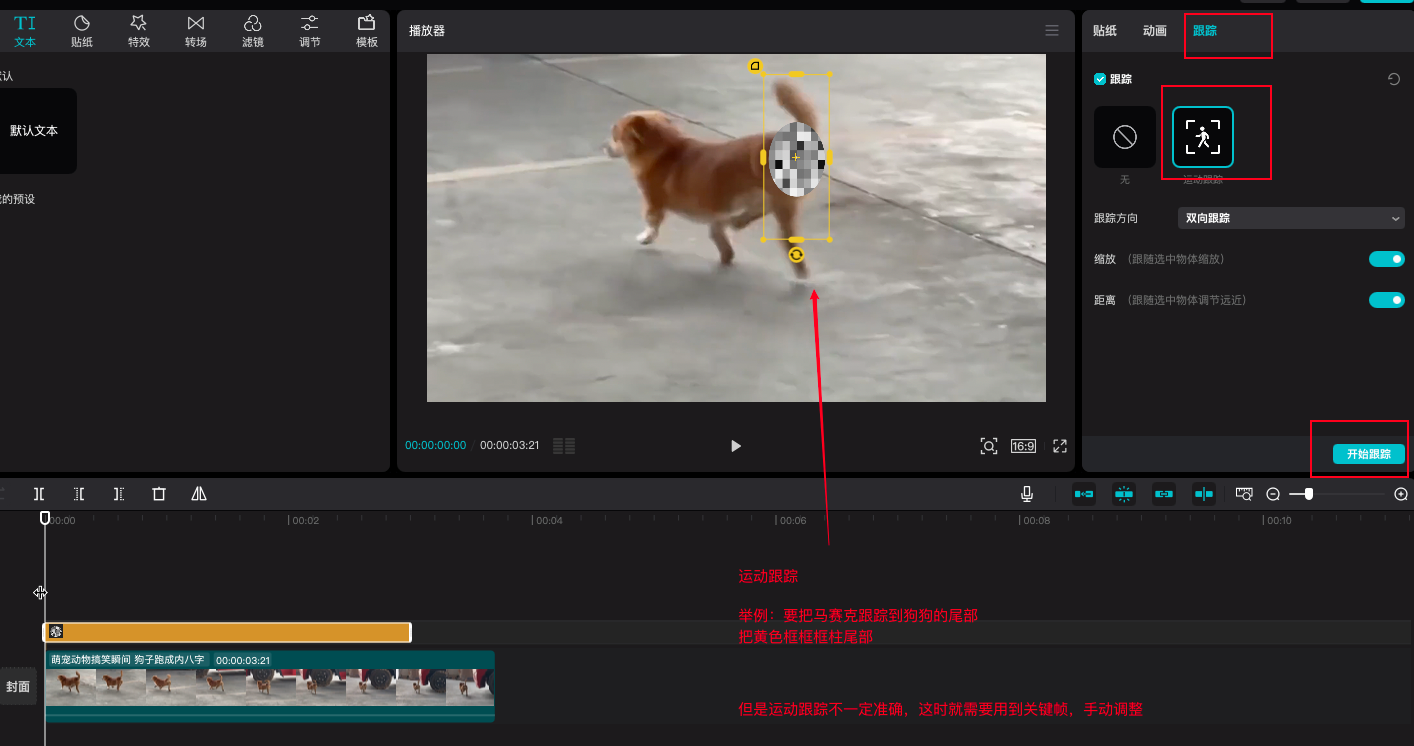 文本
贴纸
特效
转场
滤镜
调节
模板
认
默认文本
的预设
播放器
00:00:00:00 / 00:00:03:21
16:9
贴纸
动画
跟踪
跟踪
无
运动跟踪
跟踪方向
双向跟踪
缩放 （跟随选中物体缩放）
距离 （跟随选中物体调节远近）
开始跟踪
00:00
00:02
00:04
00:06
00:08
00:10
运动跟踪
举例：要把马赛克跟踪到狗狗的尾部
把黄色框框框柱尾部
萌宠动物搞笑瞬间 狗子跑成内八字 00:00:03:21
封面
但是运动跟踪不一定准确，这时就需要用到关键帧，手动调整